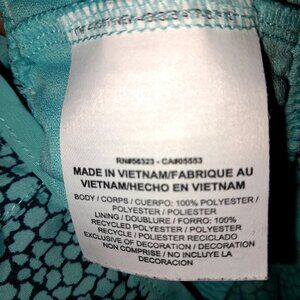 RN#56323 - CA#05553
MADE IN VIETNAM/FABRIQUE AU
VIETNAM/HECHO EN VIETNAM
BODY / CORPS / CUERPO: 100% POLYESTER /
POLYESTER / POLIESTER
LINING / DOUBLURE / FORRO: 100%
RECYCLED POLYESTER / POLYESTER
RECYCLE / POLIESTER RECICLADO
EXCLUSIVE OF DECORATION / DECORATION
NON COMPRISE / NO INCLUYE LA
DECORACION